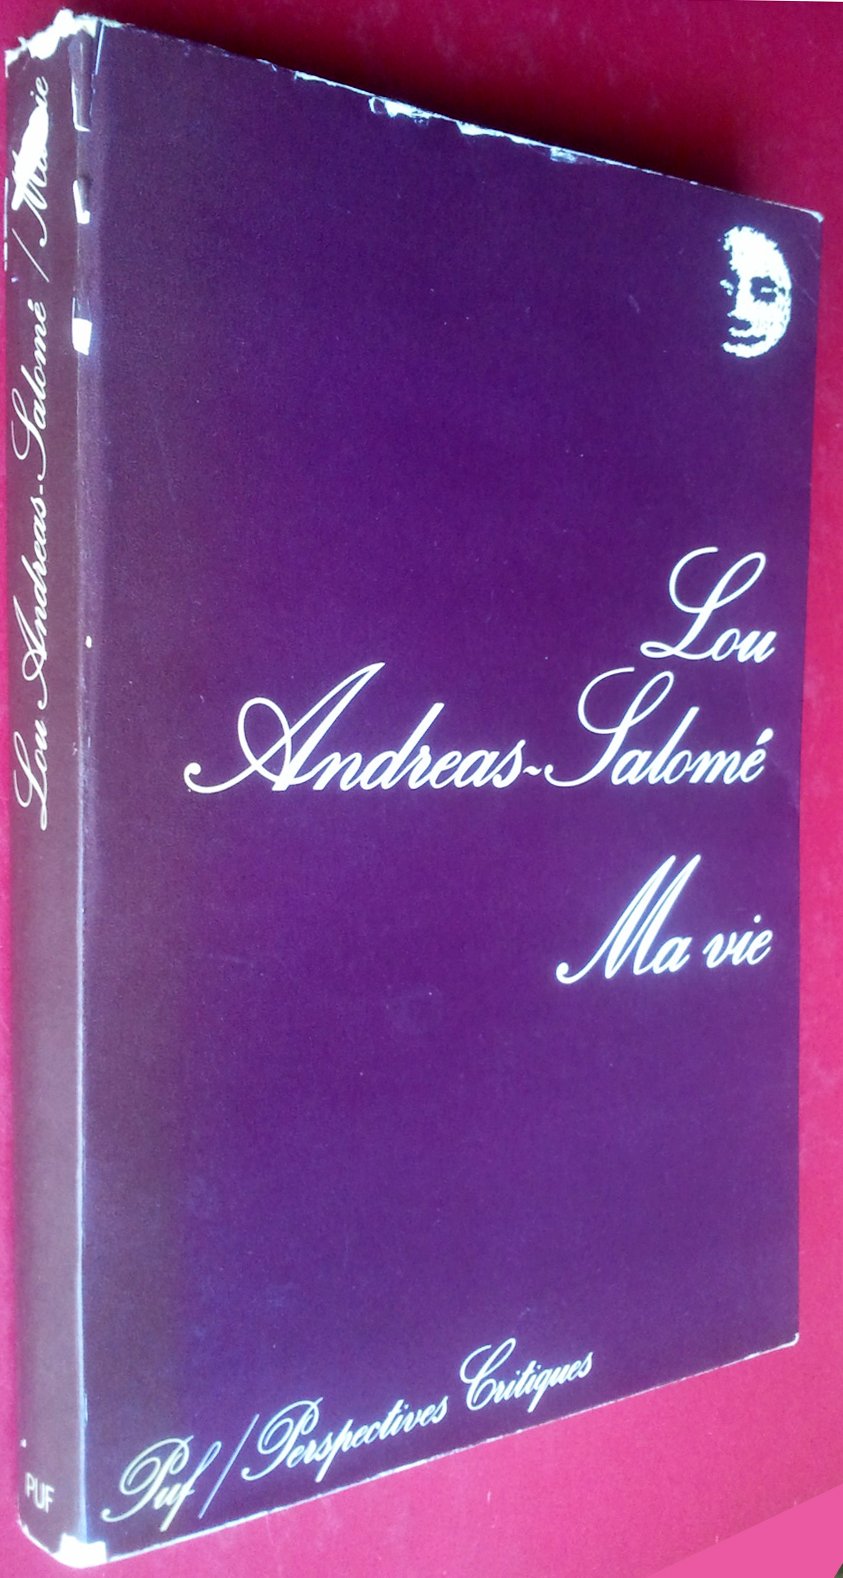 Lou
Andreas-Salomé
Ma vie
Puf / Perspectives Critiques
Lou Andreas-Salomé / Ma vie
PUF